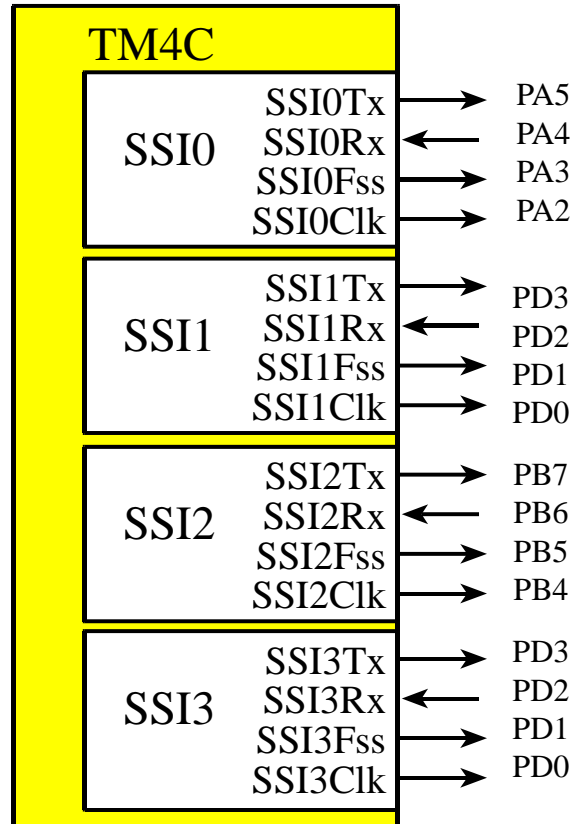 TM4C
SSI0
SSI0Tx PA5
SSI0Rx PA4
SSI0Fss PA3
SSI0Clk PA2
SSI1
SSI1Tx PD3
SSI1Rx PD2
SSI1Fss PD1
SSI1Clk PD0
SSI2
SSI2Tx PB7
SSI2Rx PB6
SSI2Fss PB5
SSI2Clk PB4
SSI3
SSI3Tx PD3
SSI3Rx PD2
SSI3Fss PD1
SSI3Clk PD0